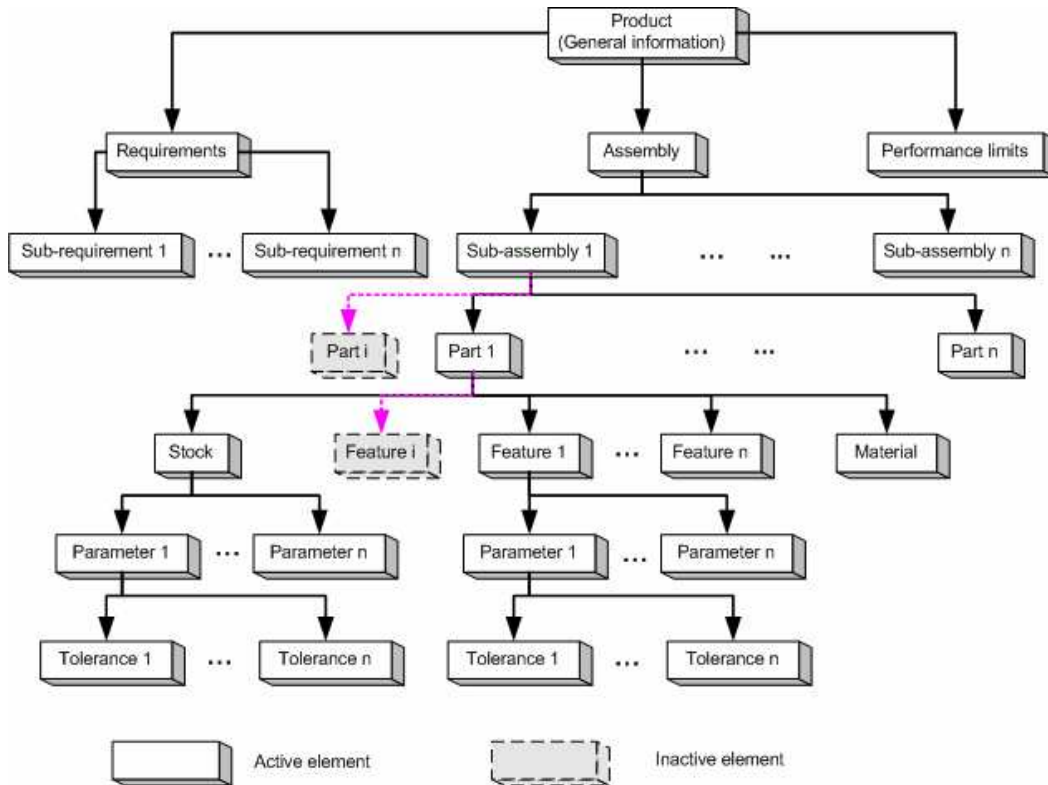 Product
(General information)
Requirements
Assembly
Performance limits
Sub-requirement 1
...
Sub-requirement n
Sub-assembly 1
...
...
Sub-assembly n
Part i
Part 1
...
...
Part n
Stock
Feature i
Feature 1
...
Feature n
Material
Parameter 1
...
Parameter n
Parameter 1
...
Parameter n
Tolerance 1
...
Tolerance n
Tolerance 1
...
Tolerance n
Active element
Inactive element